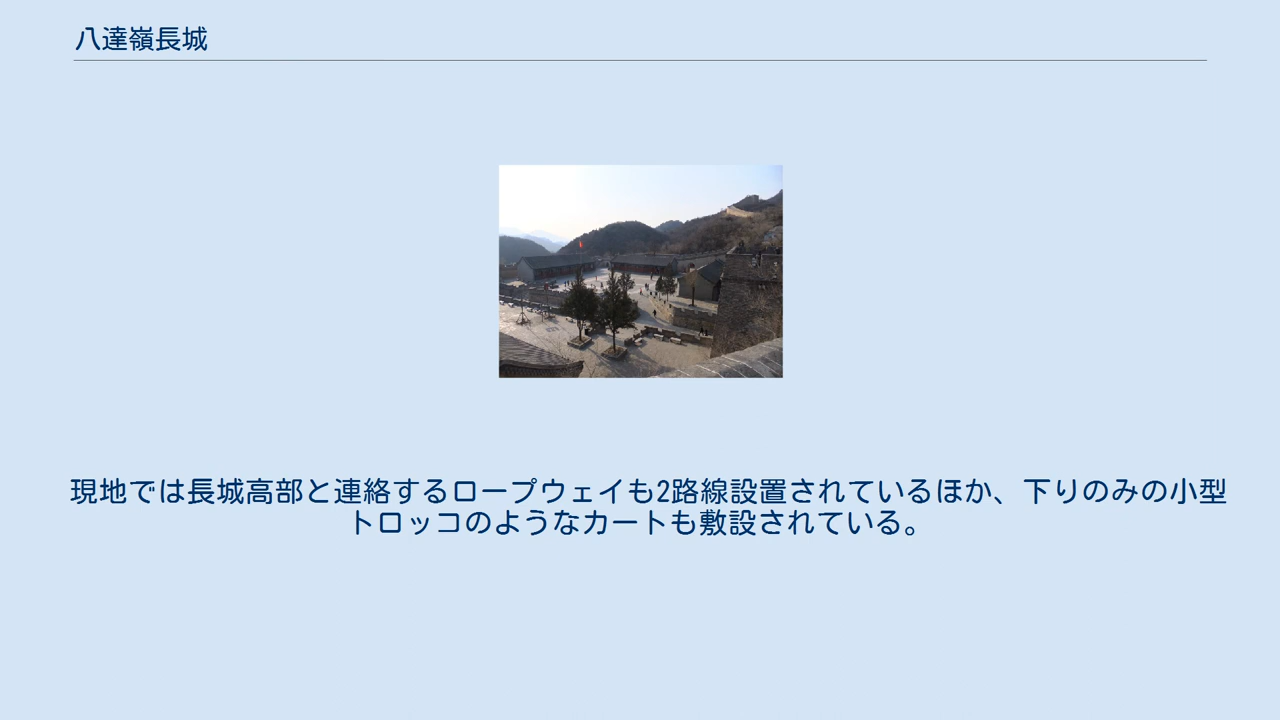 八達嶺長城
現地では長城高部と連絡するロープウェイも2路線設置されているほか、下りのみの小型
トロッコのようなカートも敷設されている。